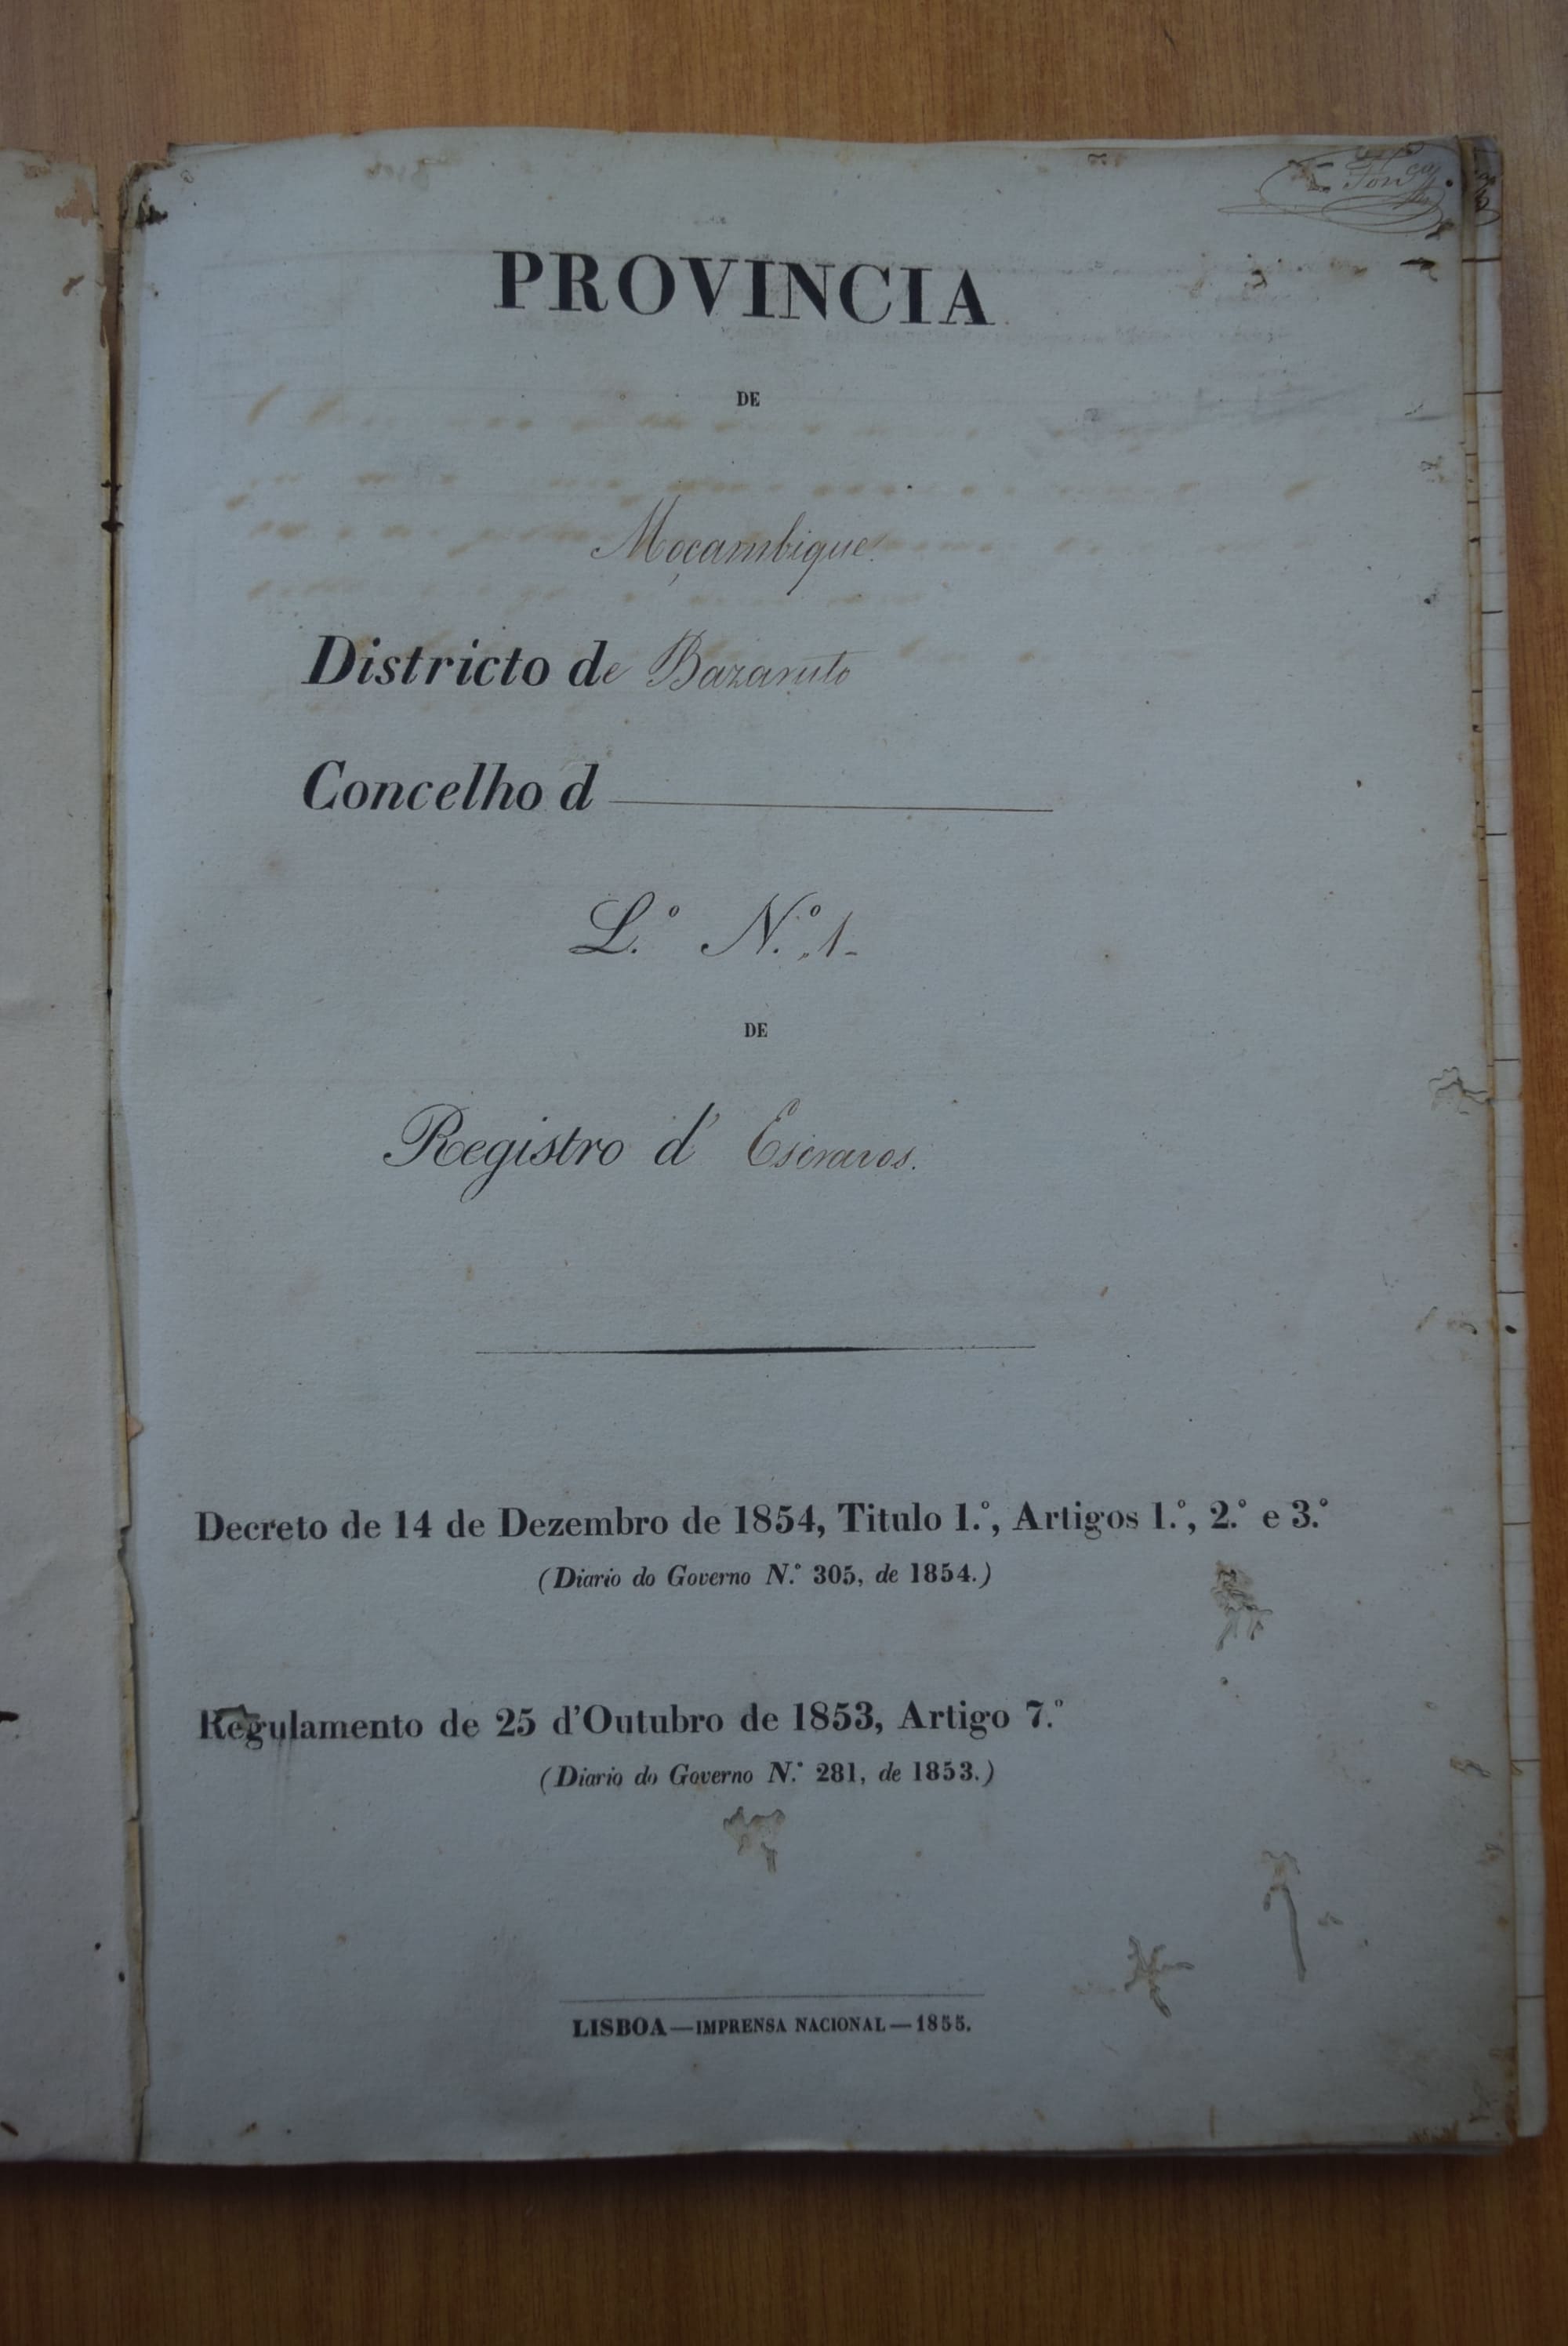 PROVINCIA
DE
Moçambique.
Districto de Bazaruto
Concelho d
L.º N.º 1-
DE
Registro d' Escravos.
Decreto de 14 de Dezembro de 1854, Titulo 1.º, Artigos 1.º, 2.º e 3.º
(Diario do Governo N.º 305, de 1854.)
Regulamento de 25 d'Outubro de 1853, Artigo 7.º
(Diario do Governo N.º 281, de 1853.)
LISBOA—IMPRENSA NACIONAL—1855.